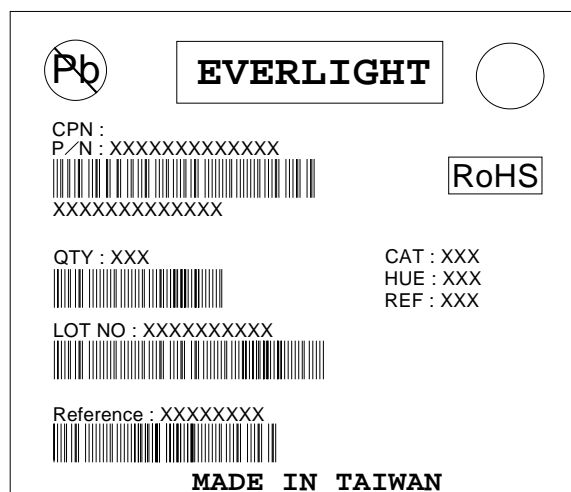 Pb
EVERLIGHT
CPN :
P/N : XXXXXXXXXXXXX
RoHS
XXXXXXXXXXXXX
QTY : XXX
CAT : XXX
HUE : XXX
REF : XXX
LOT NO : XXXXXXXXXX
Reference : XXXXXXXX
MADE IN TAIWAN